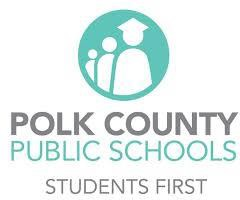 POLK COUNTY
PUBLIC SCHOOLS
STUDENTS FIRST